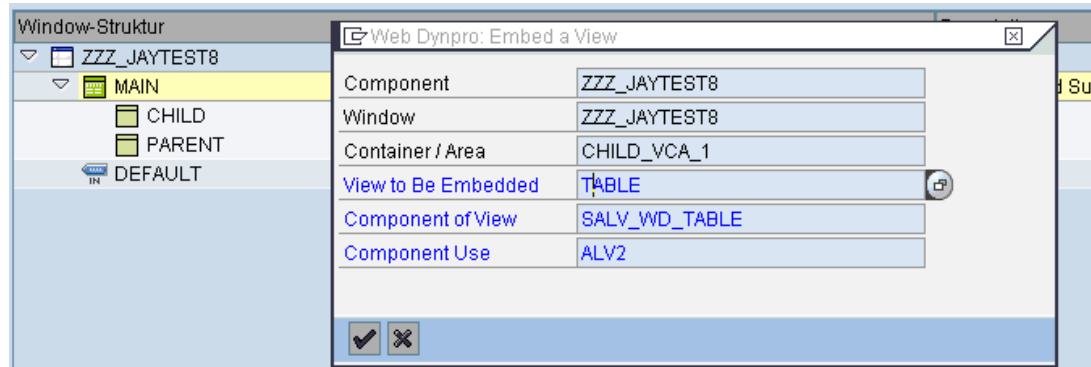 Window-Struktur
ZZZ_JAYTEST8
MAIN
CHILD
PARENT
IN DEFAULT
Web Dynpro: Embed a View
Component ZZZ_JAYTEST8
Window ZZZ_JAYTEST8
Container / Area CHILD_VCA_1
View to Be Embedded TABLE
Component of View SALV_WD_TABLE
Component Use ALV2